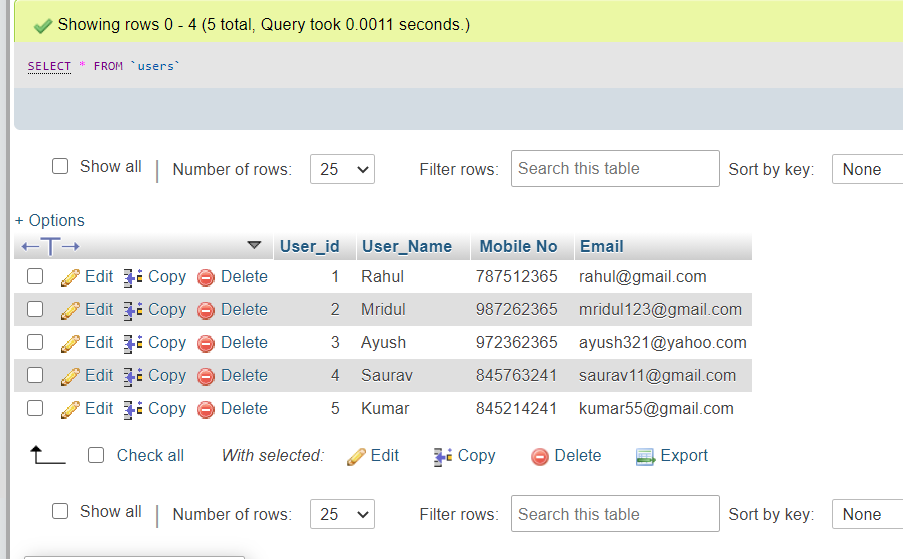 Showing rows 0 - 4 (5 total, Query took 0.0011 seconds.)
SELECT * FROM `users`
Show all | Number of rows: 25 Filter rows: Search this table Sort by key: None
+ Options
←T→ User_id User_Name Mobile No Email
Edit Copy Delete 1 Rahul 787512365 rahul@gmail.com
Edit Copy Delete 2 Mridul 987262365 mridul123@gmail.com
Edit Copy Delete 3 Ayush 972362365 ayush321@yahoo.com
Edit Copy Delete 4 Saurav 845763241 saurav11@gmail.com
Edit Copy Delete 5 Kumar 845214241 kumar55@gmail.com
Check all With selected: Edit Copy Delete Export
Show all | Number of rows: 25 Filter rows: Search this table Sort by key: None